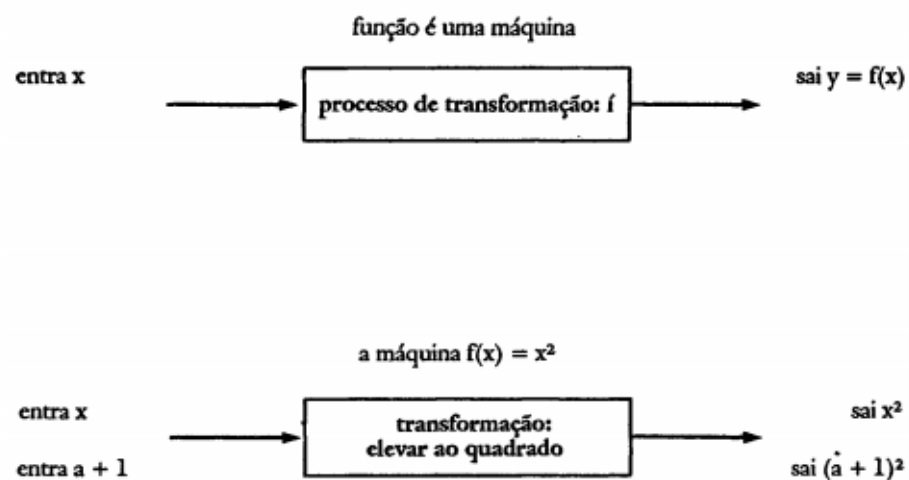 função é uma máquina
entra x
processo de transformação: í
sai y = f(x)
a máquina f(x) = x²
entra x
transformação:
elevar ao quadrado
sai x²
entra a + 1
sai (a + 1)²